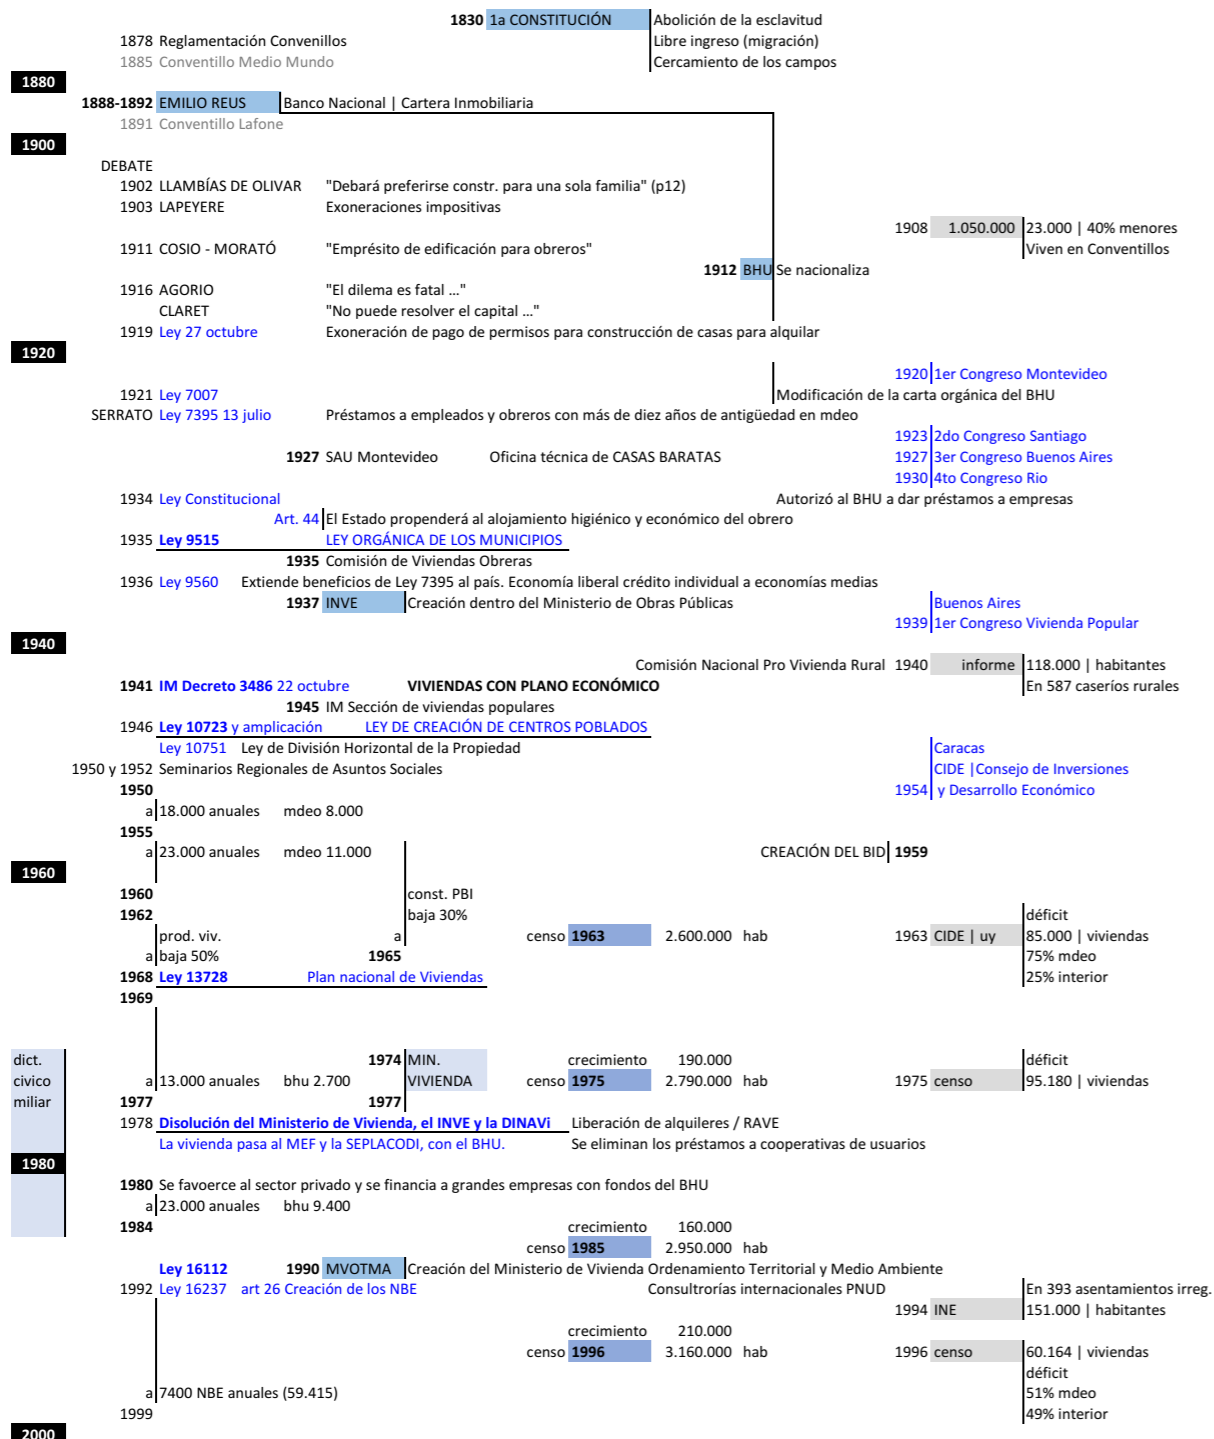 1830 1a CONSTITUCIÓN Abolición de la esclavitud
1878 Reglamentación Convenillos Libre ingreso (migración)
1885 Conventillo Medio Mundo Cercamiento de los campos
1880
1888-1892 EMILIO REUS Banco Nacional | Cartera Inmobiliaria
1891 Conventillo Lafone
1900
DEBATE
1902 LLAMBÍAS DE OLIVAR "Debará preferirse constr. para una sola familia" (p12)
1903 LAPEYERE Exoneraciones impositivas
1908 1.050.000 23.000 | 40% menores
1911 COSIO - MORATÓ "Emprésito de edificación para obreros" Viven en Conventillos
1912 BHU Se nacionaliza
1916 AGORIO "El dilema es fatal ..."
CLARET "No puede resolver el capital ..."
1919 Ley 27 octubre Exoneración de pago de permisos para construcción de casas para alquilar
1920
1920 1er Congreso Montevideo
1921 Ley 7007 Modificación de la carta orgánica del BHU
SERRATO Ley 7395 13 julio Préstamos a empleados y obreros con más de diez años de antigüedad en mdeo
1923 2do Congreso Santiago
1927 SAU Montevideo Oficina técnica de CASAS BARATAS 1927 3er Congreso Buenos Aires
1930 4to Congreso Rio
1934 Ley Constitucional Autorizó al BHU a dar préstamos a empresas
Art. 44 El Estado propenderá al alojamiento higiénico y económico del obrero
1935 Ley 9515 LEY ORGÁNICA DE LOS MUNICIPIOS
1935 Comisión de Viviendas Obreras
1936 Ley 9560 Extiende beneficios de Ley 7395 al país. Economía liberal crédito individual a economías medias
1937 INVE Creación dentro del Ministerio de Obras Públicas Buenos Aires
1939 1er Congreso Vivienda Popular
1940
Comisión Nacional Pro Vivienda Rural 1940 informe 118.000 | habitantes
1941 IM Decreto 3486 22 octubre VIVIENDAS CON PLANO ECONÓMICO En 587 caseríos rurales
1945 IM Sección de viviendas populares
1946 Ley 10723 y amplicación LEY DE CREACIÓN DE CENTROS POBLADOS
Ley 10751 Ley de División Horizontal de la Propiedad Caracas
1950 y 1952 Seminarios Regionales de Asuntos Sociales CIDE |Consejo de Inversiones
1950 1954 y Desarrollo Económico
a 18.000 anuales mdeo 8.000
1955
a 23.000 anuales mdeo 11.000 CREACIÓN DEL BID 1959
1960
1960 const. PBI
1962 baja 30% déficit
prod. viv. a censo 1963 2.600.000 hab 1963 CIDE | uy 85.000 | viviendas
a baja 50% 1965 75% mdeo
1968 Ley 13728 Plan nacional de Viviendas 25% interior
1969
dict. 1974 MIN. crecimiento 190.000 déficit
civico a 13.000 anuales bhu 2.700 VIVIENDA censo 1975 2.790.000 hab 1975 censo 95.180 | viviendas
miliar 1977 1977
1978 Disolución del Ministerio de Vivienda, el INVE y la DINAVi Liberación de alquileres / RAVE
La vivienda pasa al MEF y la SEPLACODI, con el BHU. Se eliminan los préstamos a cooperativas de usuarios
1980
1980 Se favoerce al sector privado y se financia a grandes empresas con fondos del BHU
a 23.000 anuales bhu 9.400
1984 crecimiento 160.000
censo 1985 2.950.000 hab
Ley 16112 1990 MVOTMA Creación del Ministerio de Vivienda Ordenamiento Territorial y Medio Ambiente
1992 Ley 16237 art 26 Creación de los NBE Consultrorías internacionales PNUD En 393 asentamientos irreg.
1994 INE 151.000 | habitantes
crecimiento 210.000
censo 1996 3.160.000 hab 1996 censo 60.164 | viviendas
déficit
a 7400 NBE anuales (59.415) 51% mdeo
1999 49% interior
2000